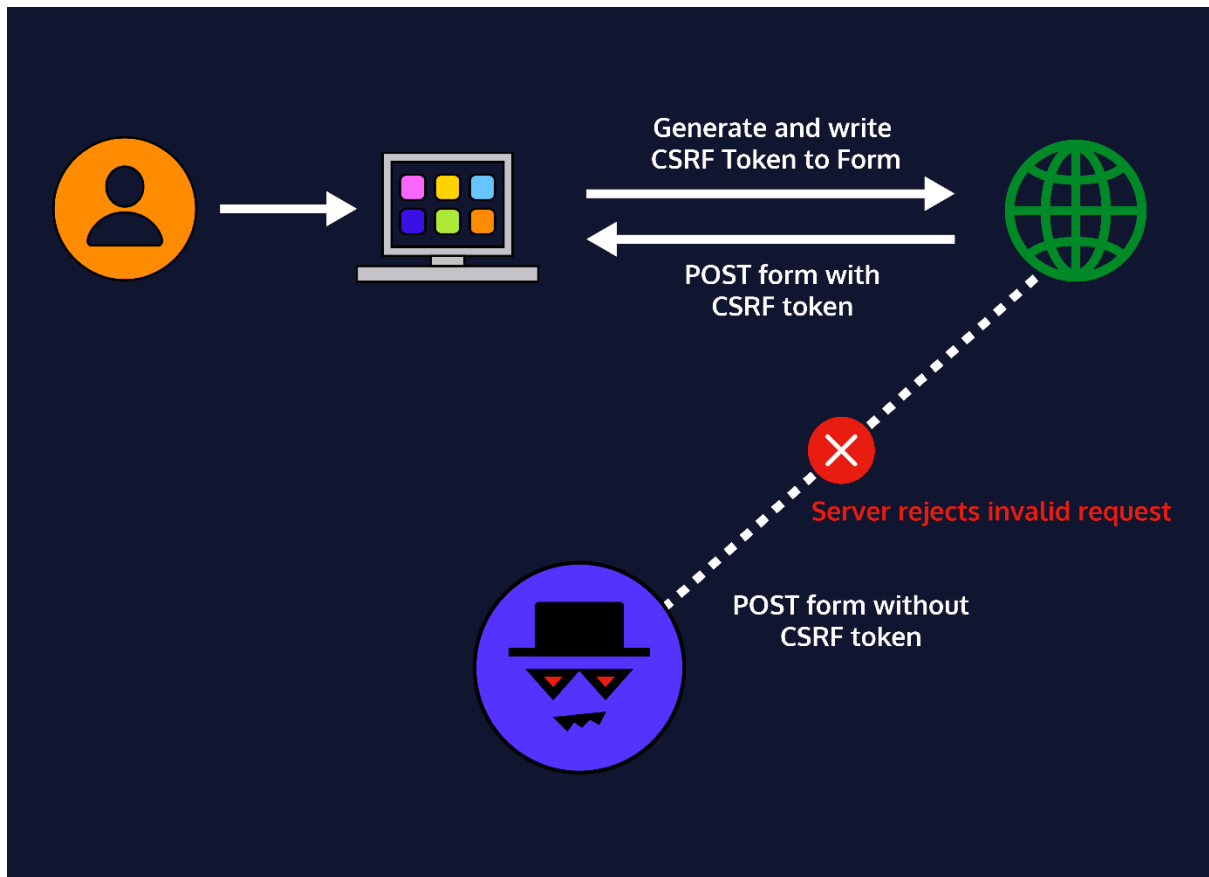 Generate and write
CSRF Token to Form
POST form with
CSRF token
Server rejects invalid request
POST form without
CSRF token